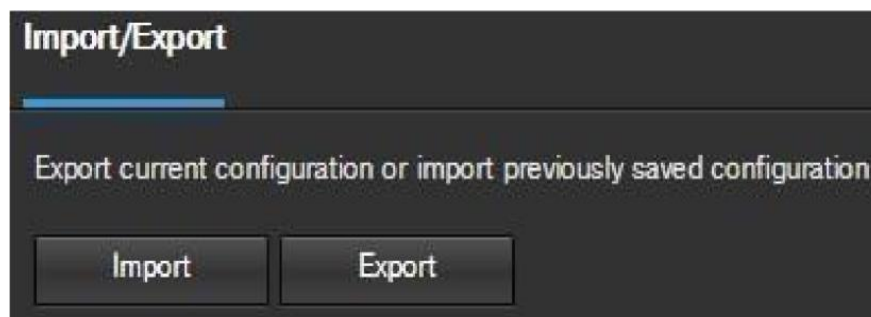 Import/Export
Export current configuration or import previously saved configuration
Import
Export